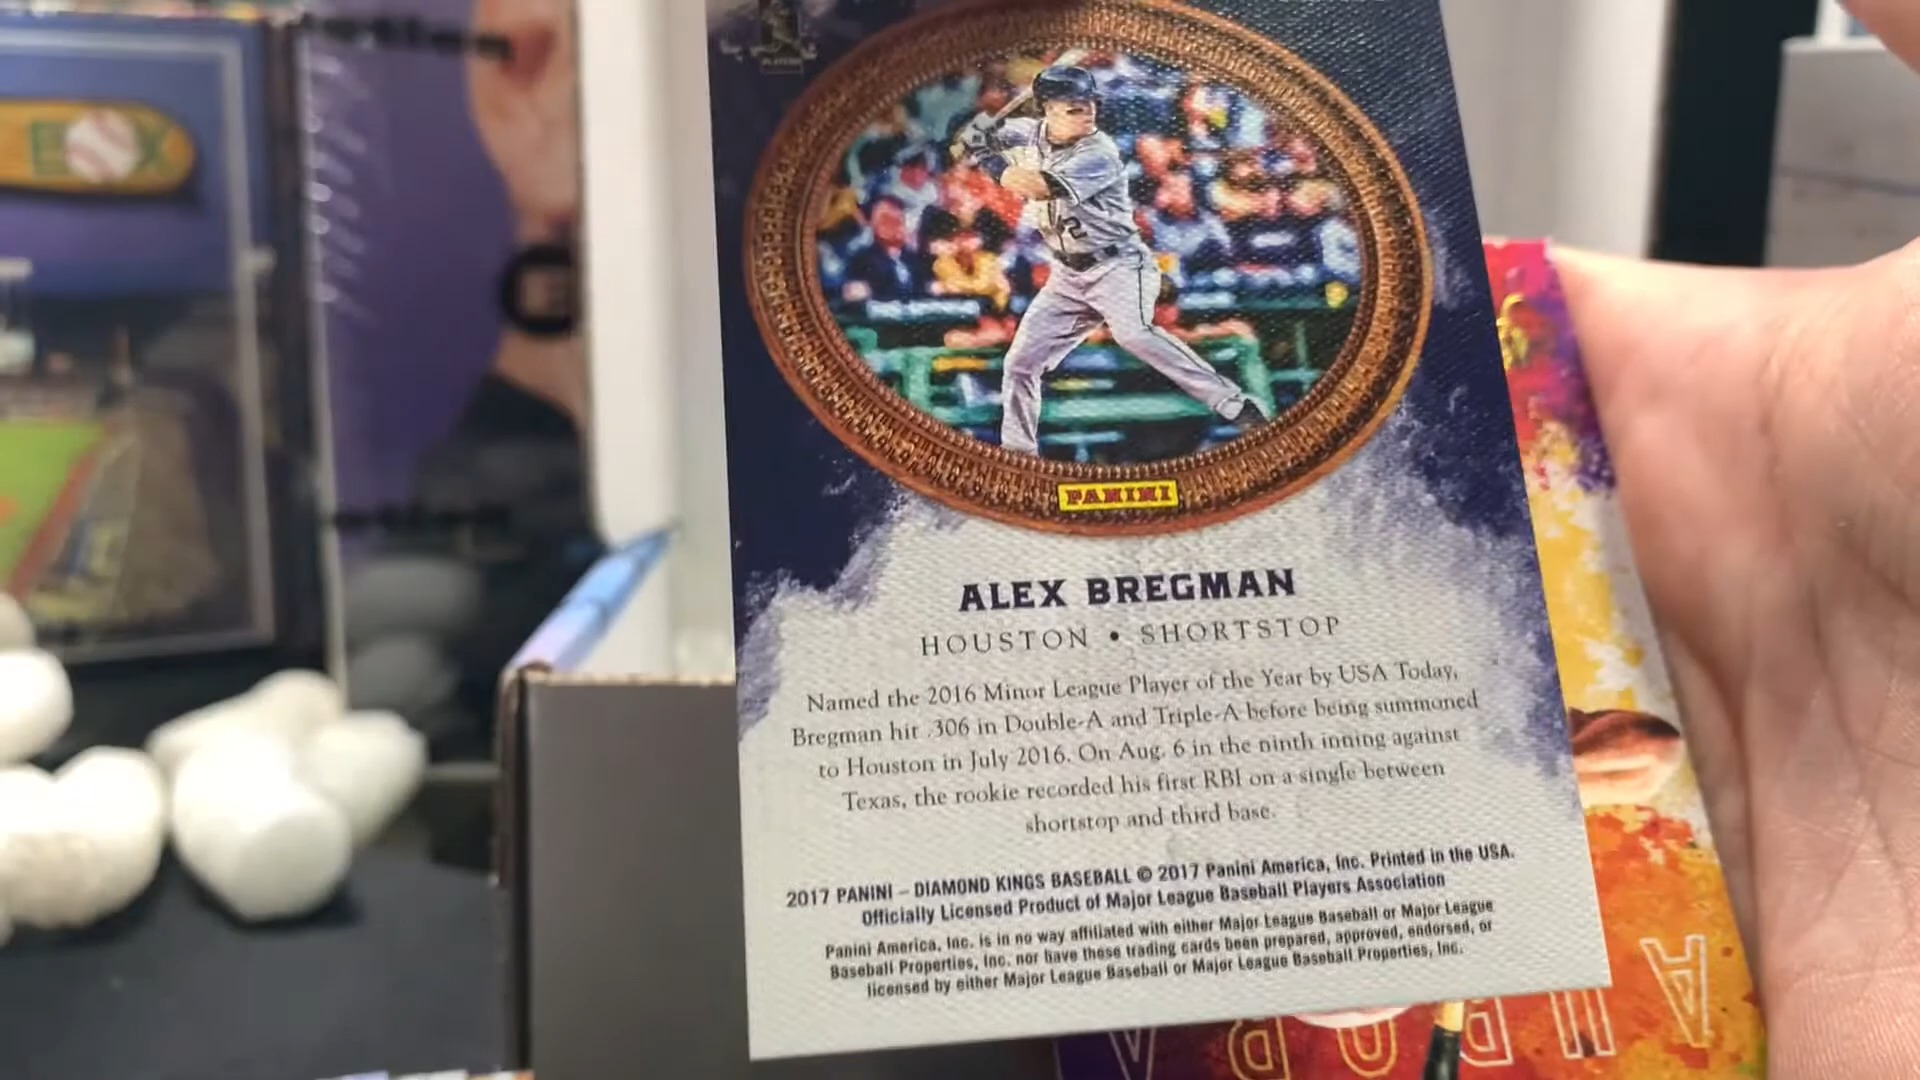 2
PANINI
ALEX BREGMAN
HOUSTON • SHORTSTOP
Named the 2016 Minor League Player of the Year by USA Today,
Bregman hit .306 in Double-A and Triple-A before being summoned
to Houston in July 2016. On Aug. 6 in the ninth inning against
Texas, the rookie recorded his first RBI on a single between
shortstop and third base.
2017 PANINI – DIAMOND KINGS BASEBALL © 2017 Panini America, Inc. Printed in the USA.
Officially Licensed Product of Major League Baseball Players Association
Panini America, Inc. is in no way affiliated with either Major League Baseball or Major League
Baseball Properties, Inc. nor have these trading cards been prepared, approved, endorsed, or
licensed by either Major League Baseball or Major League Baseball Properties, Inc.